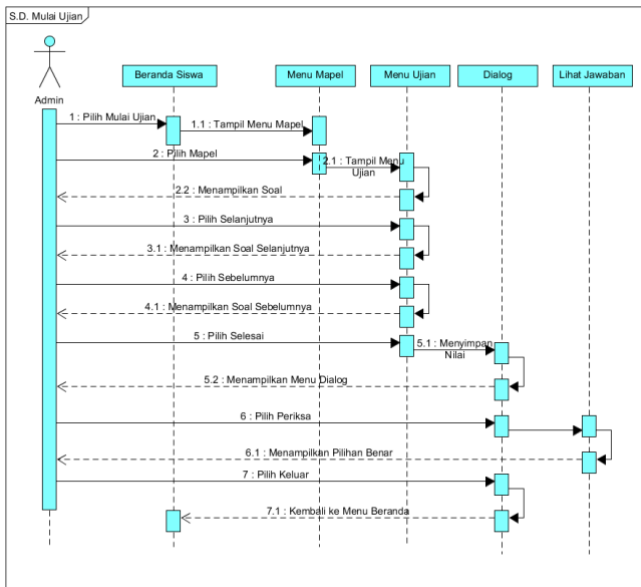 S.D. Mulai Ujian
Beranda Siswa
Menu Mapel
Menu Ujian
Dialog
Lihat Jawaban
Admin
1 : Pilih Mulai Ujian
1.1 : Tampil Menu Mapel
2 : Pilih Mapel
2.1 : Tampil Menu
Ujian
2.2 : Menampilkan Soal
3 : Pilih Selanjutnya
3.1 : Menampilkan Soal Selanjutnya
4 : Pilih Sebelumnya
4.1 : Menampilkan Soal Sebelumnya
5 : Pilih Selesai
5.1 : Menyimpan
Nilai
5.2 : Menampilkan Menu Dialog
6 : Pilih Periksa
6.1 : Menampilkan Pilihan Benar
7 : Pilih Keluar
7.1 : Kembali ke Menu Beranda